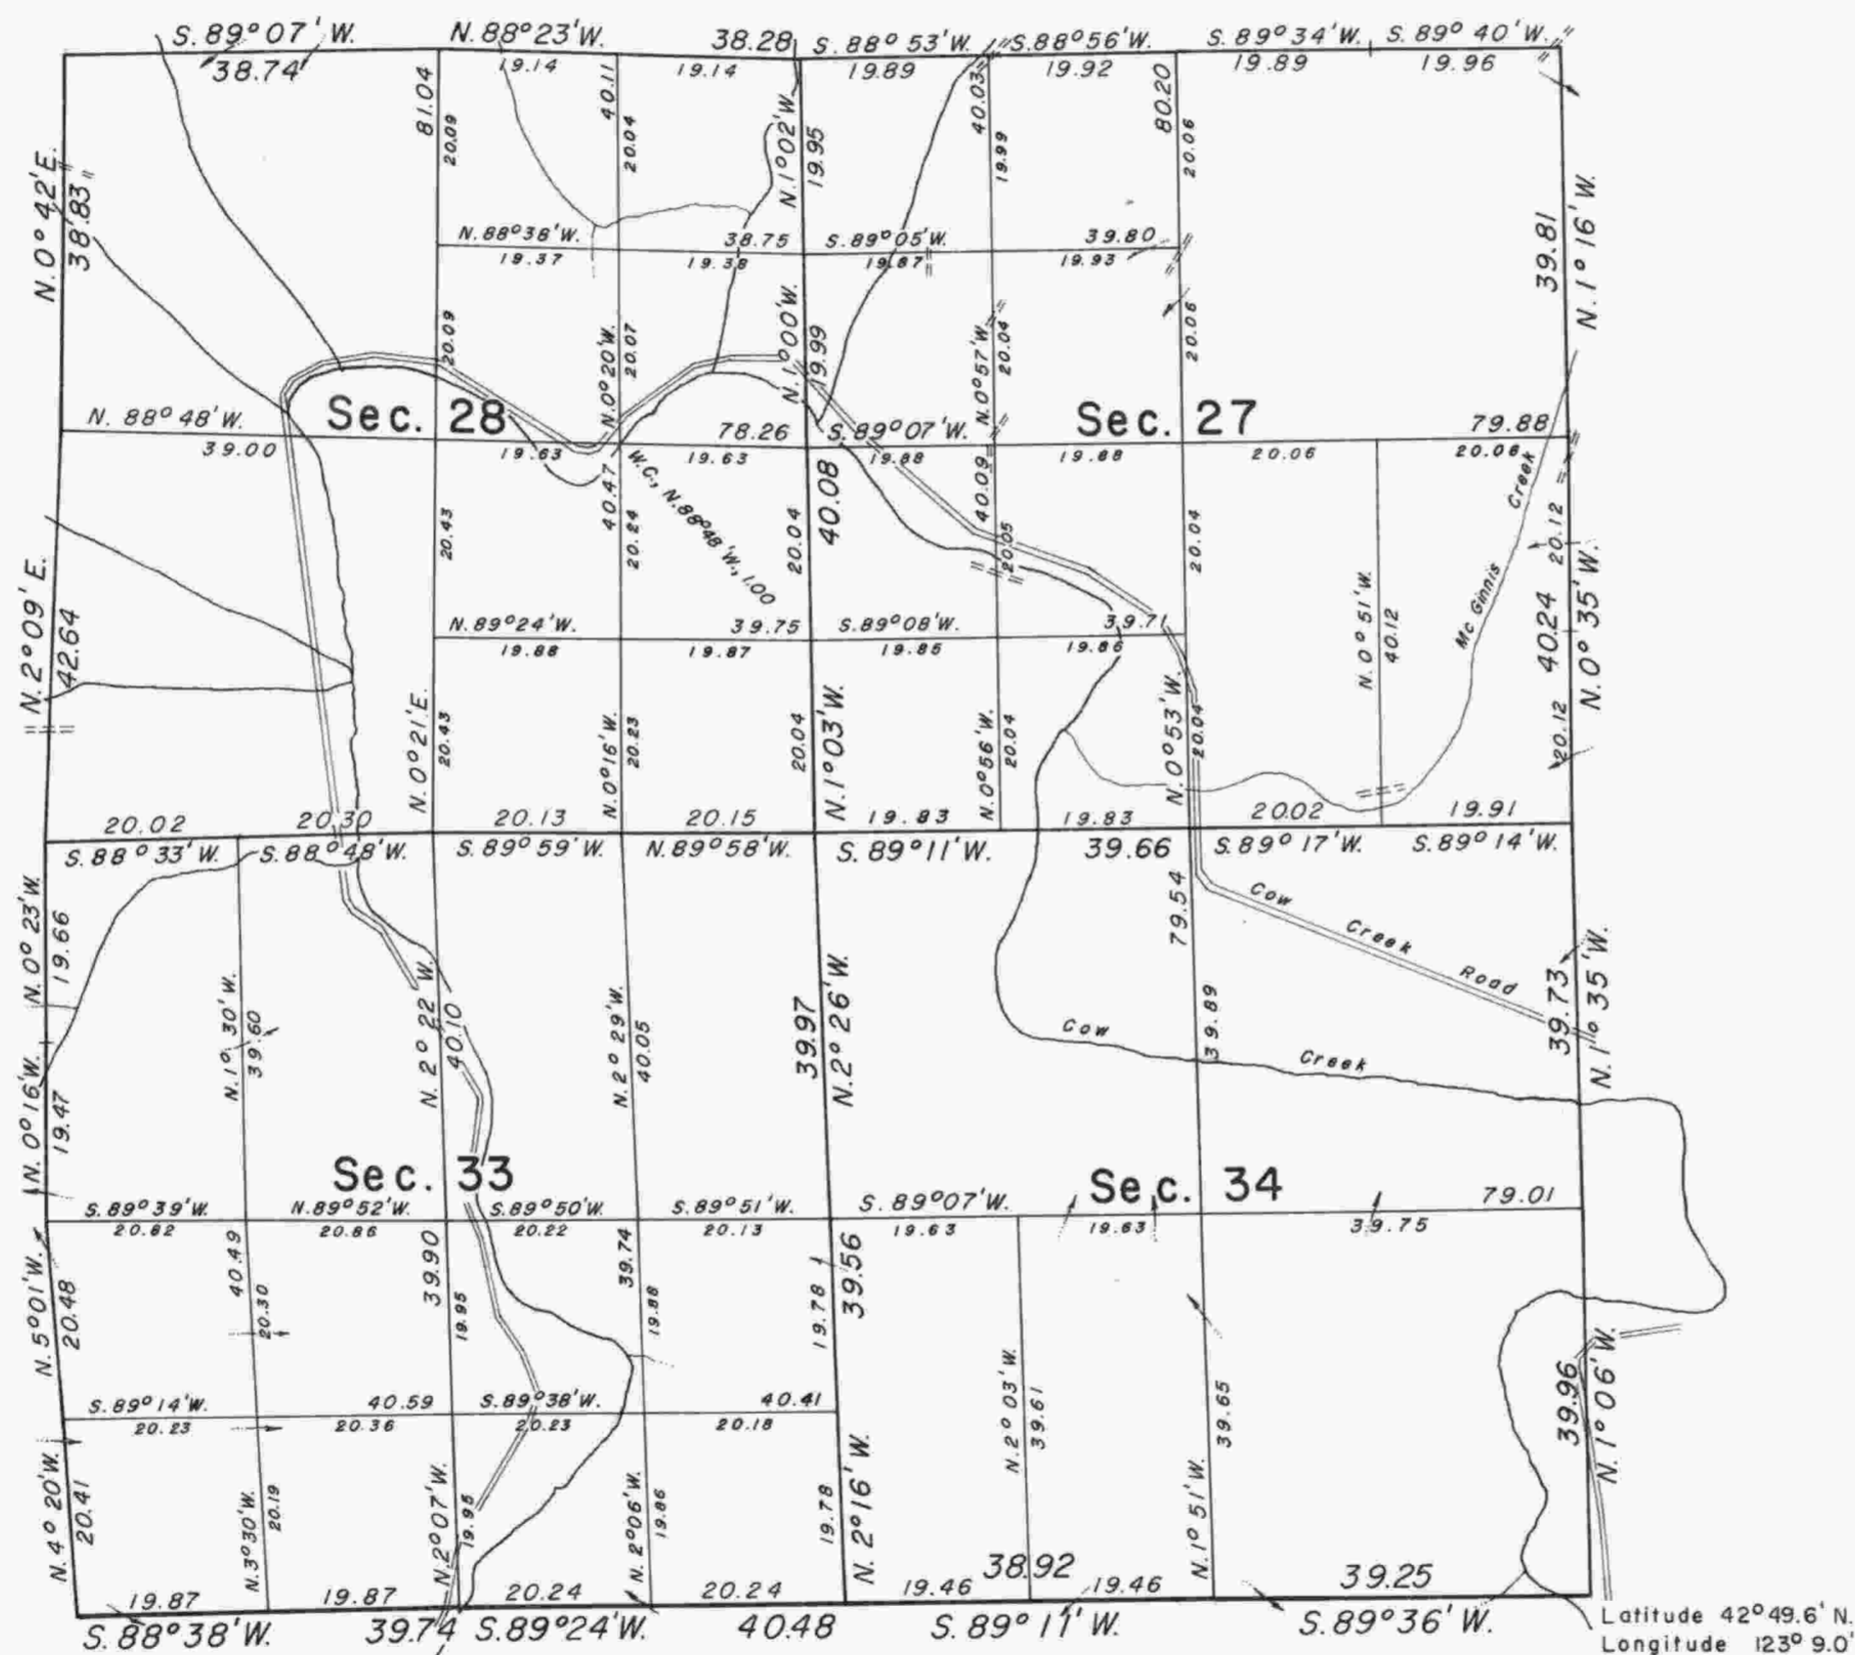 S.89°07'W. N.88°23'W. 38.28 S.88°53'W. S.88°56'W. S.89°34'W. S.89°40'W.
38.74 19.14 19.14 19.89 19.92 19.89 19.96
N.0°42'E.
38.83
81.04
20.09
40.11
20.04
N.1°02'W.
19.95
40.03
19.99
80.20
20.06
39.81
N.1°16'W.
N.88°38'W. 38.75 S.89°05'W. 39.80
19.37 19.38 19.87 19.93
20.09
N.0°20'W.
20.07
N.1°00'W.
19.99
N.0°57'W.
20.04
20.06
N.88°48'W. Sec. 28 78.26 S.89°07'W. Sec. 27 79.88
39.00 19.63 19.63 19.88 19.88 20.06 20.06
W.C., N.88°48'W., 1.00
20.43
40.47
20.24
20.04
40.08
40.09
20.05
20.04
Mc Ginnis Creek
20.12
40.24
N.0°35'W.
N.2°09'E.
42.64
N.89°24'W. 39.75 S.89°08'W. 39.71
19.88 19.87 19.85 19.86
N.0°51'W.
40.12
N.0°21'E.
20.43
N.0°16'W.
20.23
20.04
N.1°03'W.
N.0°56'W.
20.04
N.0°53'W.
20.04
20.12
20.02 20.30 20.13 20.15 19.83 19.83 20.02 19.91
S.88°33'W. S.88°48'W. S.89°59'W. N.89°58'W. S.89°11'W. 39.66 S.89°17'W. S.89°14'W.
N.0°23'W.
19.66
79.54
Cow Creek Road
39.73
N.1°35'W.
N.1°30'W.
39.60
N.2°22'W.
40.10
N.2°29'W.
40.05
39.97
N.2°26'W.
39.89
Cow Creek
N.0°16'W.
19.47
Sec. 33 Sec. 34
S.89°39'W. N.89°52'W. S.89°50'W. S.89°51'W. S.89°07'W. 79.01
20.62 20.86 20.22 20.13 19.63 19.63 39.75
N.5°01'W.
20.48
40.49
20.30
39.90
19.95
39.74
19.88
19.78
39.56
N.2°03'W.
39.61
39.65
39.96
N.1°06'W.
S.89°14'W. 40.59 S.89°38'W. 40.41
20.23 20.36 20.23 20.18
N.4°20'W.
20.41
N.3°30'W.
20.19
N.2°07'W.
19.95
N.2°06'W.
19.86
19.78
N.2°16'W.
N.1°51'W.
38.92
19.87 19.87 20.24 20.24 19.46 19.46 39.25
S.88°38'W. 39.74 S.89°24'W. 40.48 S.89°11'W. S.89°36'W.
Latitude 42°49.6' N.
Longitude 123° 9.0'